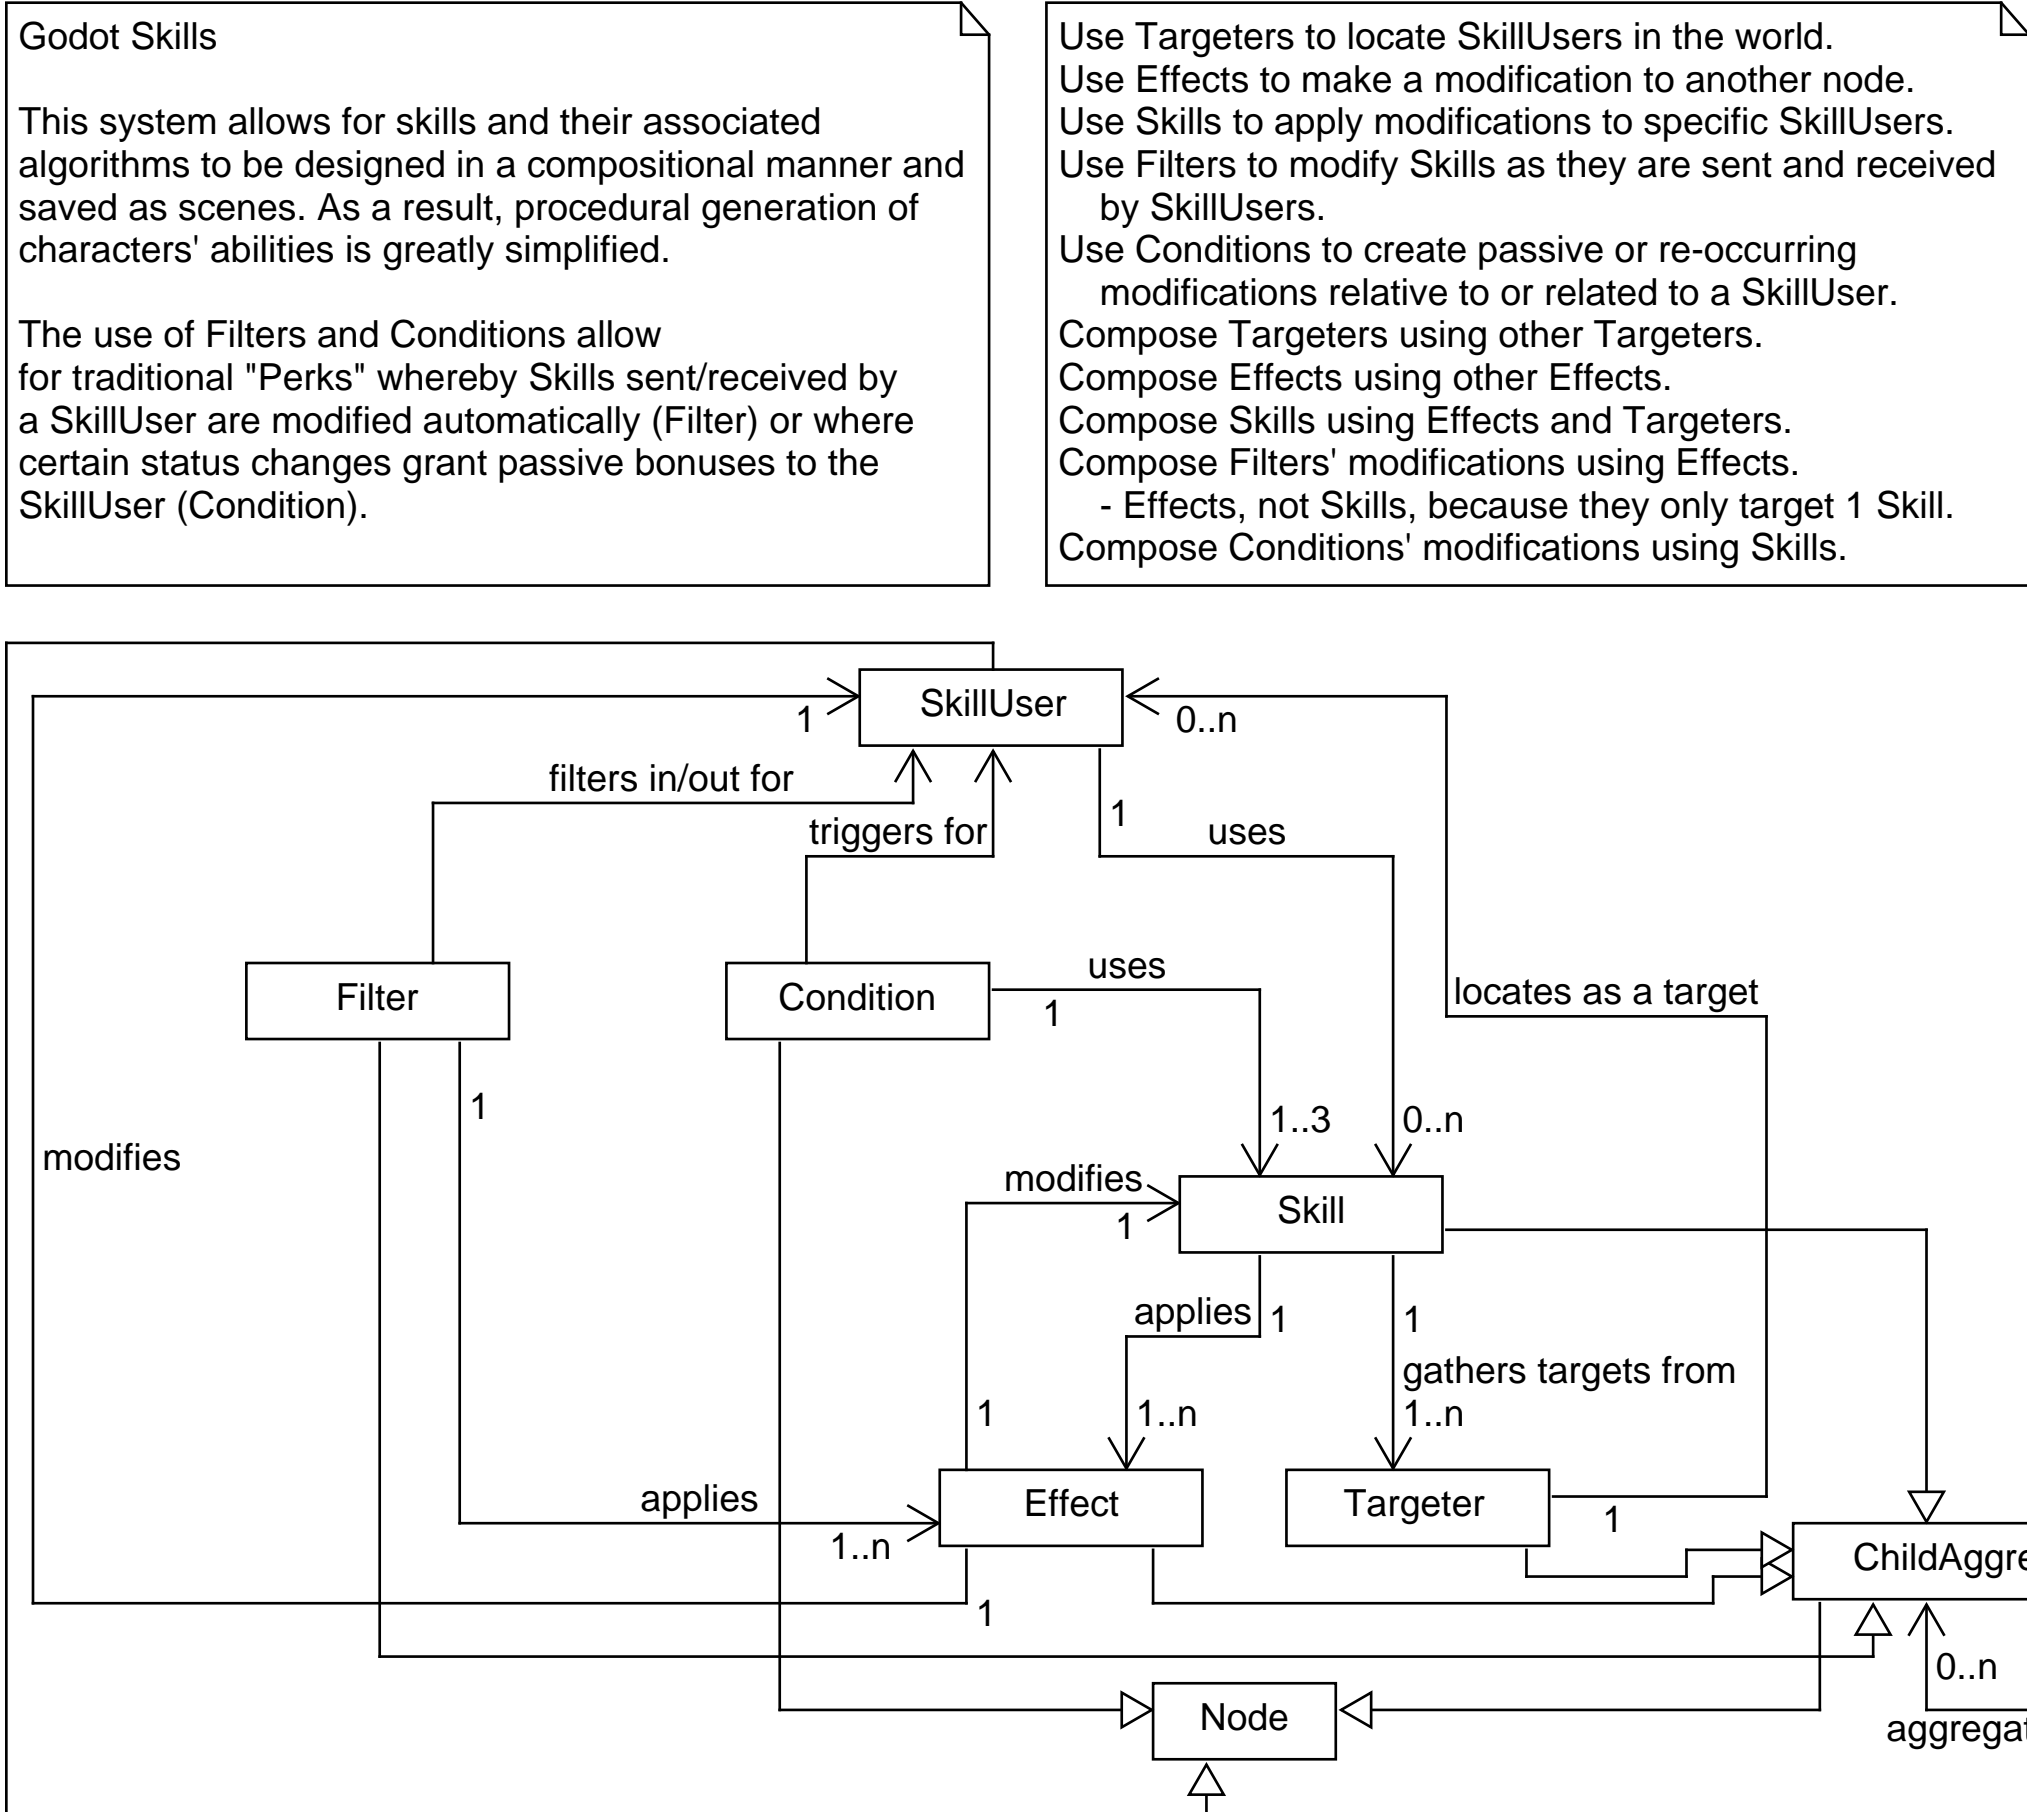 Godot Skills
This system allows for skills and their associated
algorithms to be designed in a compositional manner and
saved as scenes. As a result, procedural generation of
characters' abilities is greatly simplified.
The use of Filters and Conditions allow
for traditional "Perks" whereby Skills sent/received by
a SkillUser are modified automatically (Filter) or where
certain status changes grant passive bonuses to the
SkillUser (Condition).
Use Targeters to locate SkillUsers in the world.
Use Effects to make a modification to another node.
Use Skills to apply modifications to specific SkillUsers.
Use Filters to modify Skills as they are sent and received
by SkillUsers.
Use Conditions to create passive or re-occurring
modifications relative to or related to a SkillUser.
Compose Targeters using other Targeters.
Compose Effects using other Effects.
Compose Skills using Effects and Targeters.
Compose Filters' modifications using Effects.
- Effects, not Skills, because they only target 1 Skill.
Compose Conditions' modifications using Skills.
SkillUser
1
0..n
filters in/out for
triggers for
1
uses
Filter
Condition
uses
1
locates as a target
1
1..3
0..n
modifies
modifies
1
Skill
applies
1
1
gathers targets from
1
1..n
1..n
applies
1..n
Effect
Targeter
1
ChildAggre
1
0..n
Node
aggregat